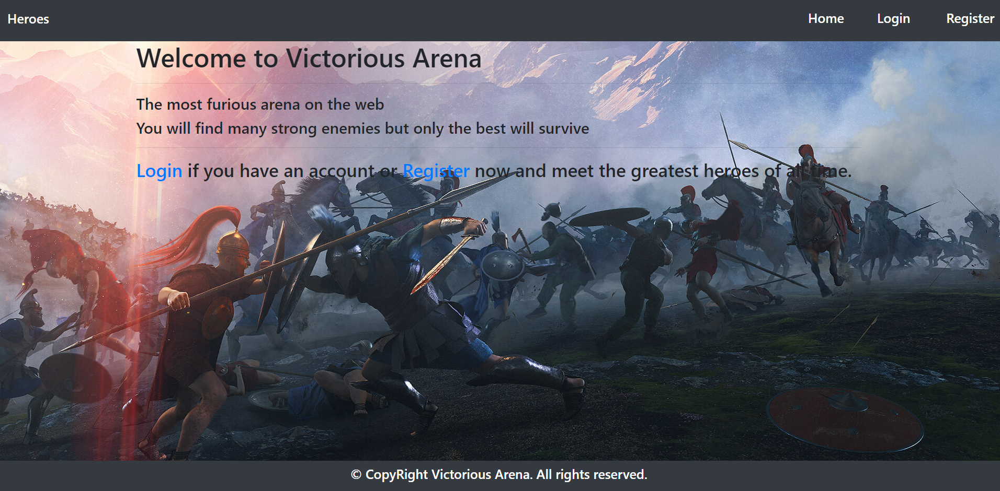 Heroes
Home Login Register
Welcome to Victorious Arena
The most furious arena on the web
You will find many strong enemies but only the best will survive
Login if you have an account or Register now and meet the greatest heroes of all time.
© CopyRight Victorious Arena. All rights reserved.